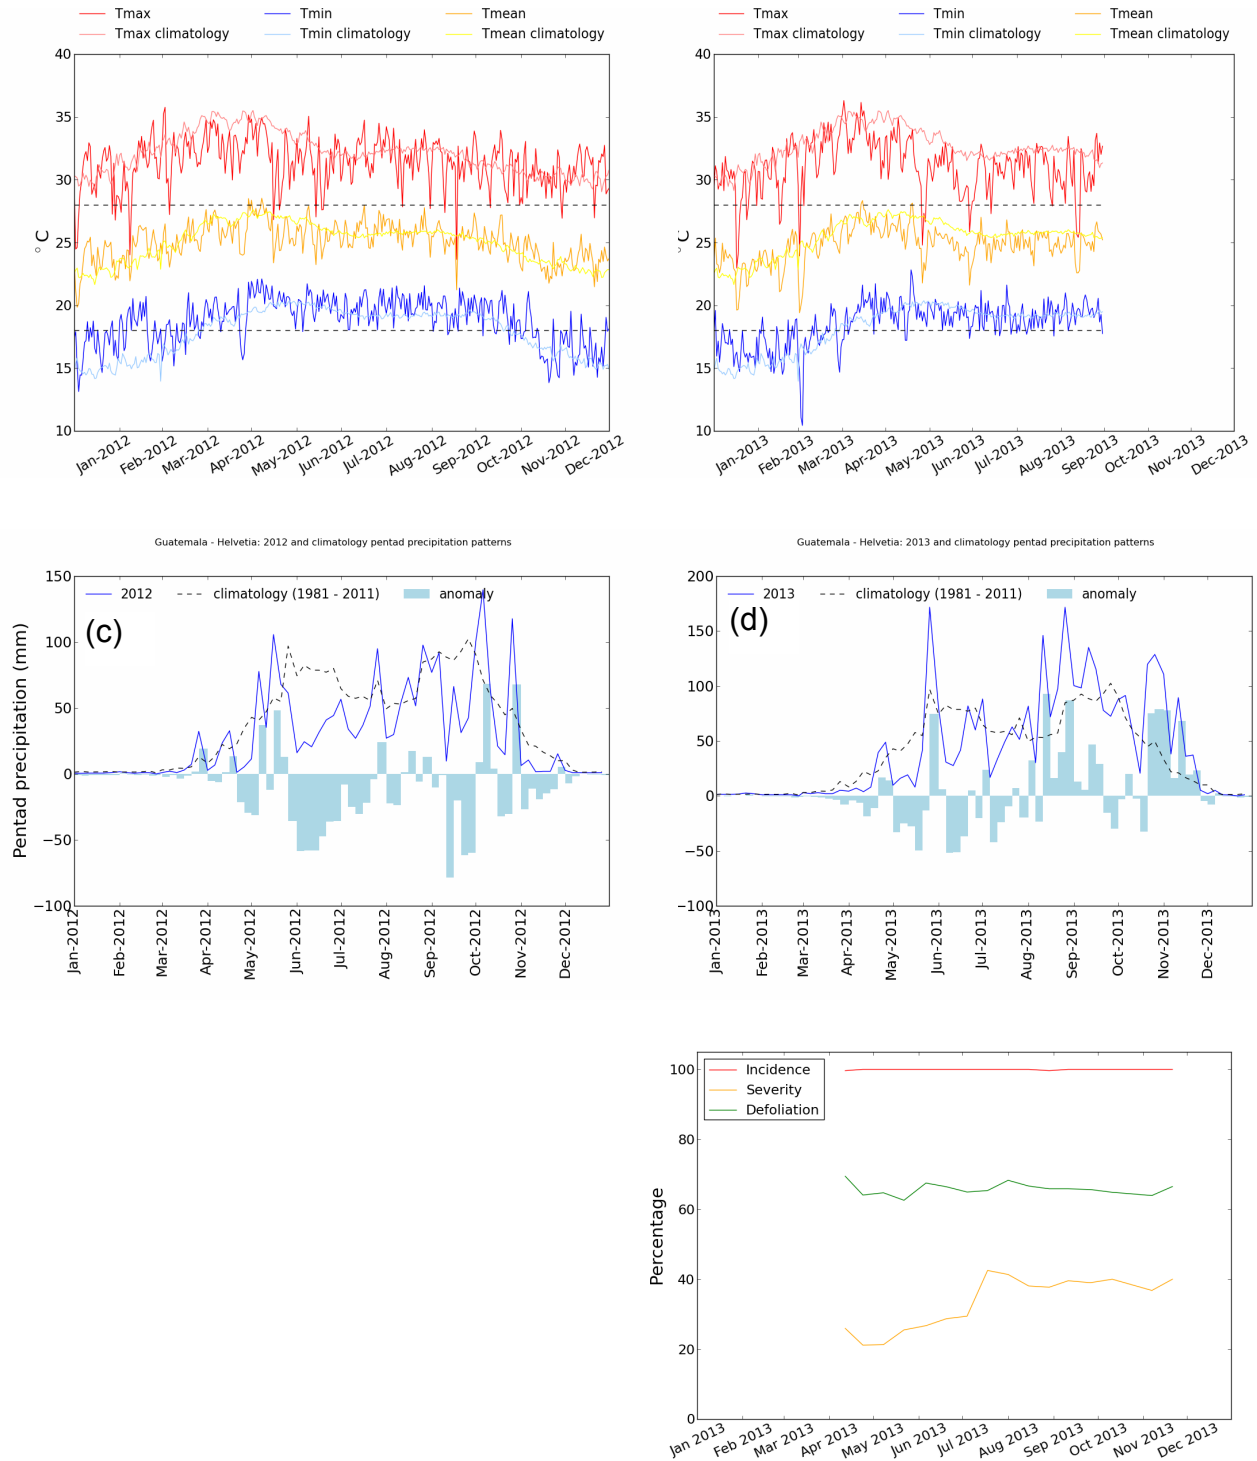 Tmax Tmin Tmean
Tmax climatology Tmin climatology Tmean climatology
40
35
30
25
20
15
10
°C
Jan-2012 Feb-2012 Mar-2012 Apr-2012 May-2012 Jun-2012 Jul-2012 Aug-2012 Sep-2012 Oct-2012 Nov-2012 Dec-2012
Tmax Tmin Tmean
Tmax climatology Tmin climatology Tmean climatology
40
35
30
25
20
15
10
°C
Jan-2013 Feb-2013 Mar-2013 Apr-2013 May-2013 Jun-2013 Jul-2013 Aug-2013 Sep-2013 Oct-2013 Nov-2013 Dec-2013
Guatemala - Helvetia: 2012 and climatology pentad precipitation patterns
2012 climatology (1981 - 2011) anomaly
(c)
Pentad precipitation (mm)
150
100
50
0
−50
−100
Jan-2012 Feb-2012 Mar-2012 Apr-2012 May-2012 Jun-2012 Jul-2012 Aug-2012 Sep-2012 Oct-2012 Nov-2012 Dec-2012
Guatemala - Helvetia: 2013 and climatology pentad precipitation patterns
2013 climatology (1981 - 2011) anomaly
(d)
200
150
100
50
0
−50
−100
Jan-2013 Feb-2013 Mar-2013 Apr-2013 May-2013 Jun-2013 Jul-2013 Aug-2013 Sep-2013 Oct-2013 Nov-2013 Dec-2013
Incidence
Severity
Defoliation
Percentage
100
80
60
40
20
0
Jan 2013 Feb 2013 Mar 2013 Apr 2013 May 2013 Jun 2013 Jul 2013 Aug 2013 Sep 2013 Oct 2013 Nov 2013 Dec 2013